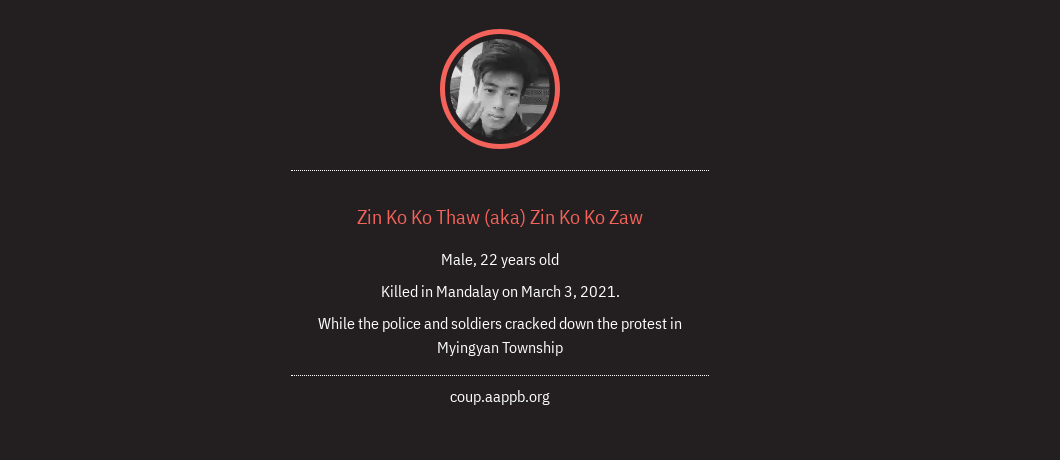 Zin Ko Ko Thaw (aka) Zin Ko Ko Zaw
Male, 22 years old
Killed in Mandalay on March 3, 2021.
While the police and soldiers cracked down the protest in
Myingyan Township
coup.aappb.org